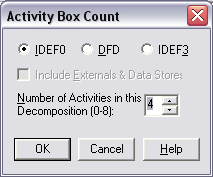 Activity Box Count
IDEF0 DFD IDEF3
Include Externals & Data Stores
Number of Activities in this
Decomposition (0-8): 4
OK Cancel Help